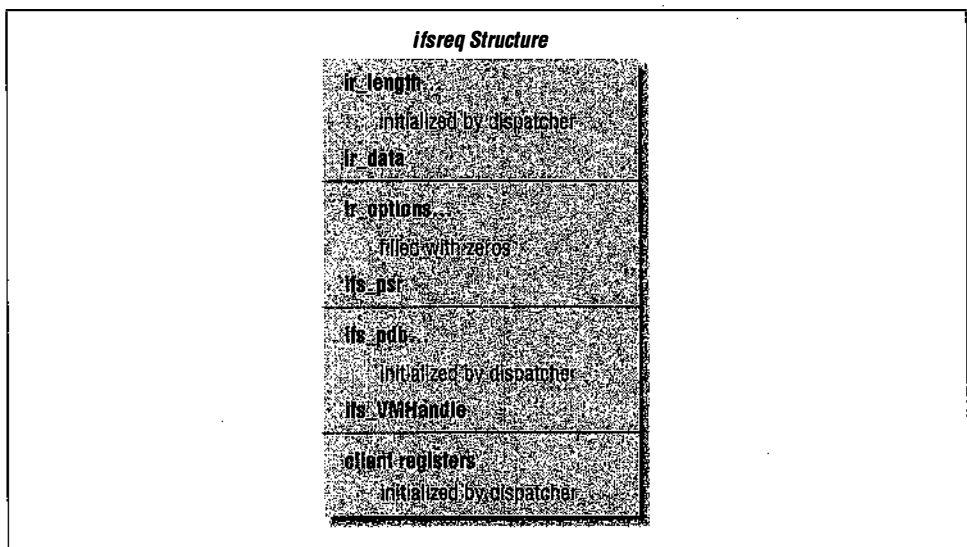 ifsreq Structure
ir_length...
initialized by dispatcher
ir_data
ir_options...
filled with zeros
ifs_psr
ifs_pdb...
initialized by dispatcher
ifs_VMHandle
client registers
initialized by dispatcher